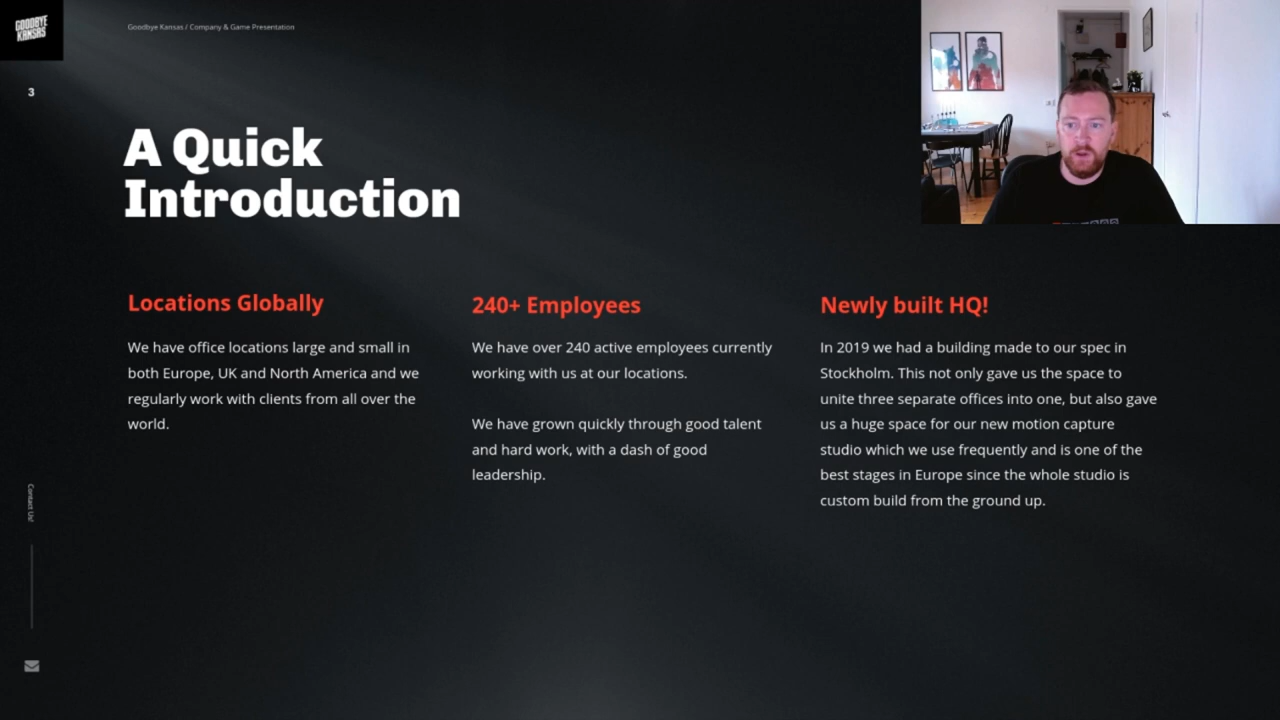 GOODBYE
KANSAS
Goodbye Kansas / Company & Game Presentation
3
A Quick
Introduction
Locations Globally
We have office locations large and small in
both Europe, UK and North America and we
regularly work with clients from all over the
world.
240+ Employees
We have over 240 active employees currently
working with us at our locations.
We have grown quickly through good talent
and hard work, with a dash of good
leadership.
Newly built HQ!
In 2019 we had a building made to our spec in
Stockholm. This not only gave us the space to
unite three separate offices into one, but also gave
us a huge space for our new motion capture
studio which we use frequently and is one of the
best stages in Europe since the whole studio is
custom build from the ground up.
Contact Us!